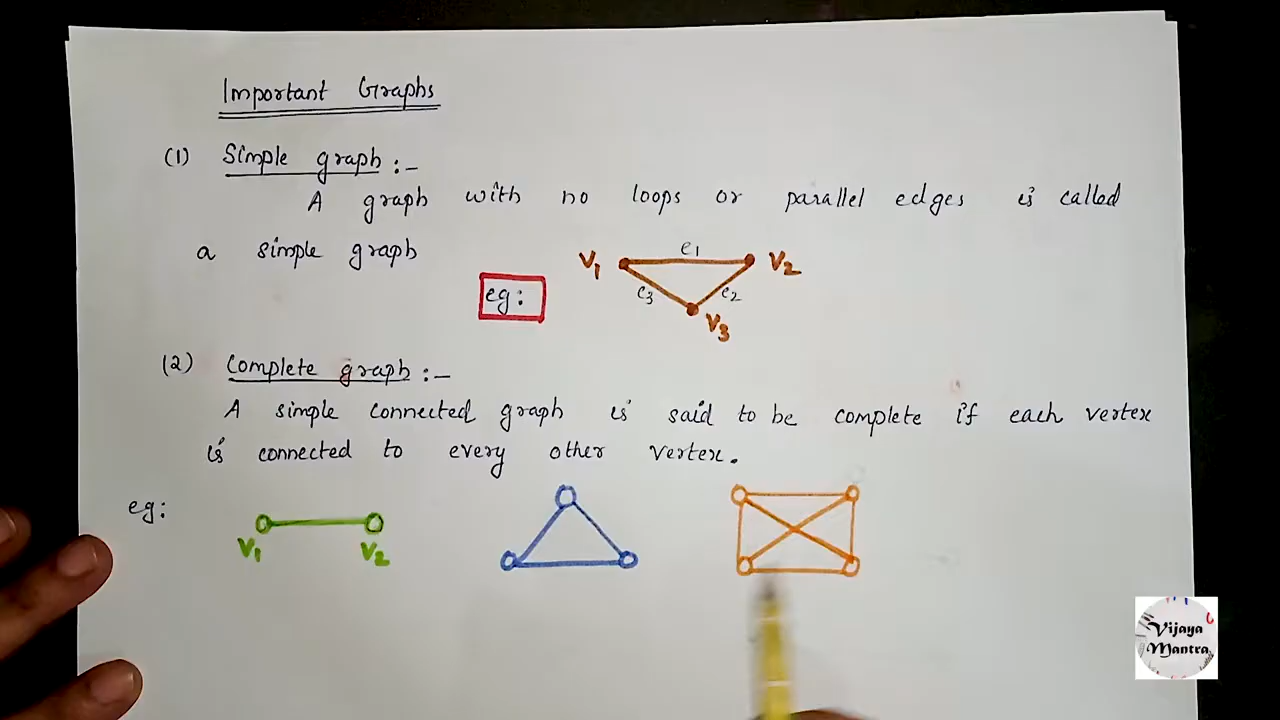 Important Graphs
(1) Simple graph :-
A graph with no loops or parallel edges is called
a simple graph
eg:
V1 e1 V2
e3 e2
V3
(2) Complete graph :-
A simple connected graph is said to be complete if each vertex
is connected to every other vertex.
eg:
V1 V2
Vijaya
Mantra